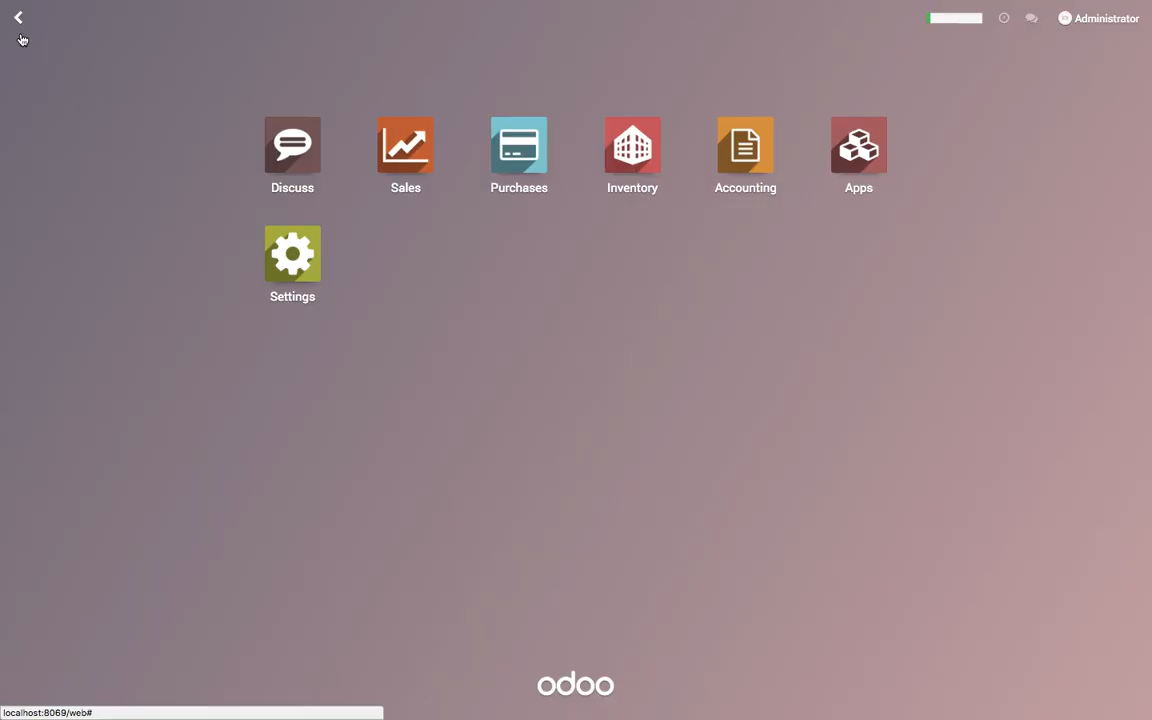 Administrator
Discuss
Sales
Purchases
Inventory
Accounting
Apps
Settings
odoo
localhost:8069/web#